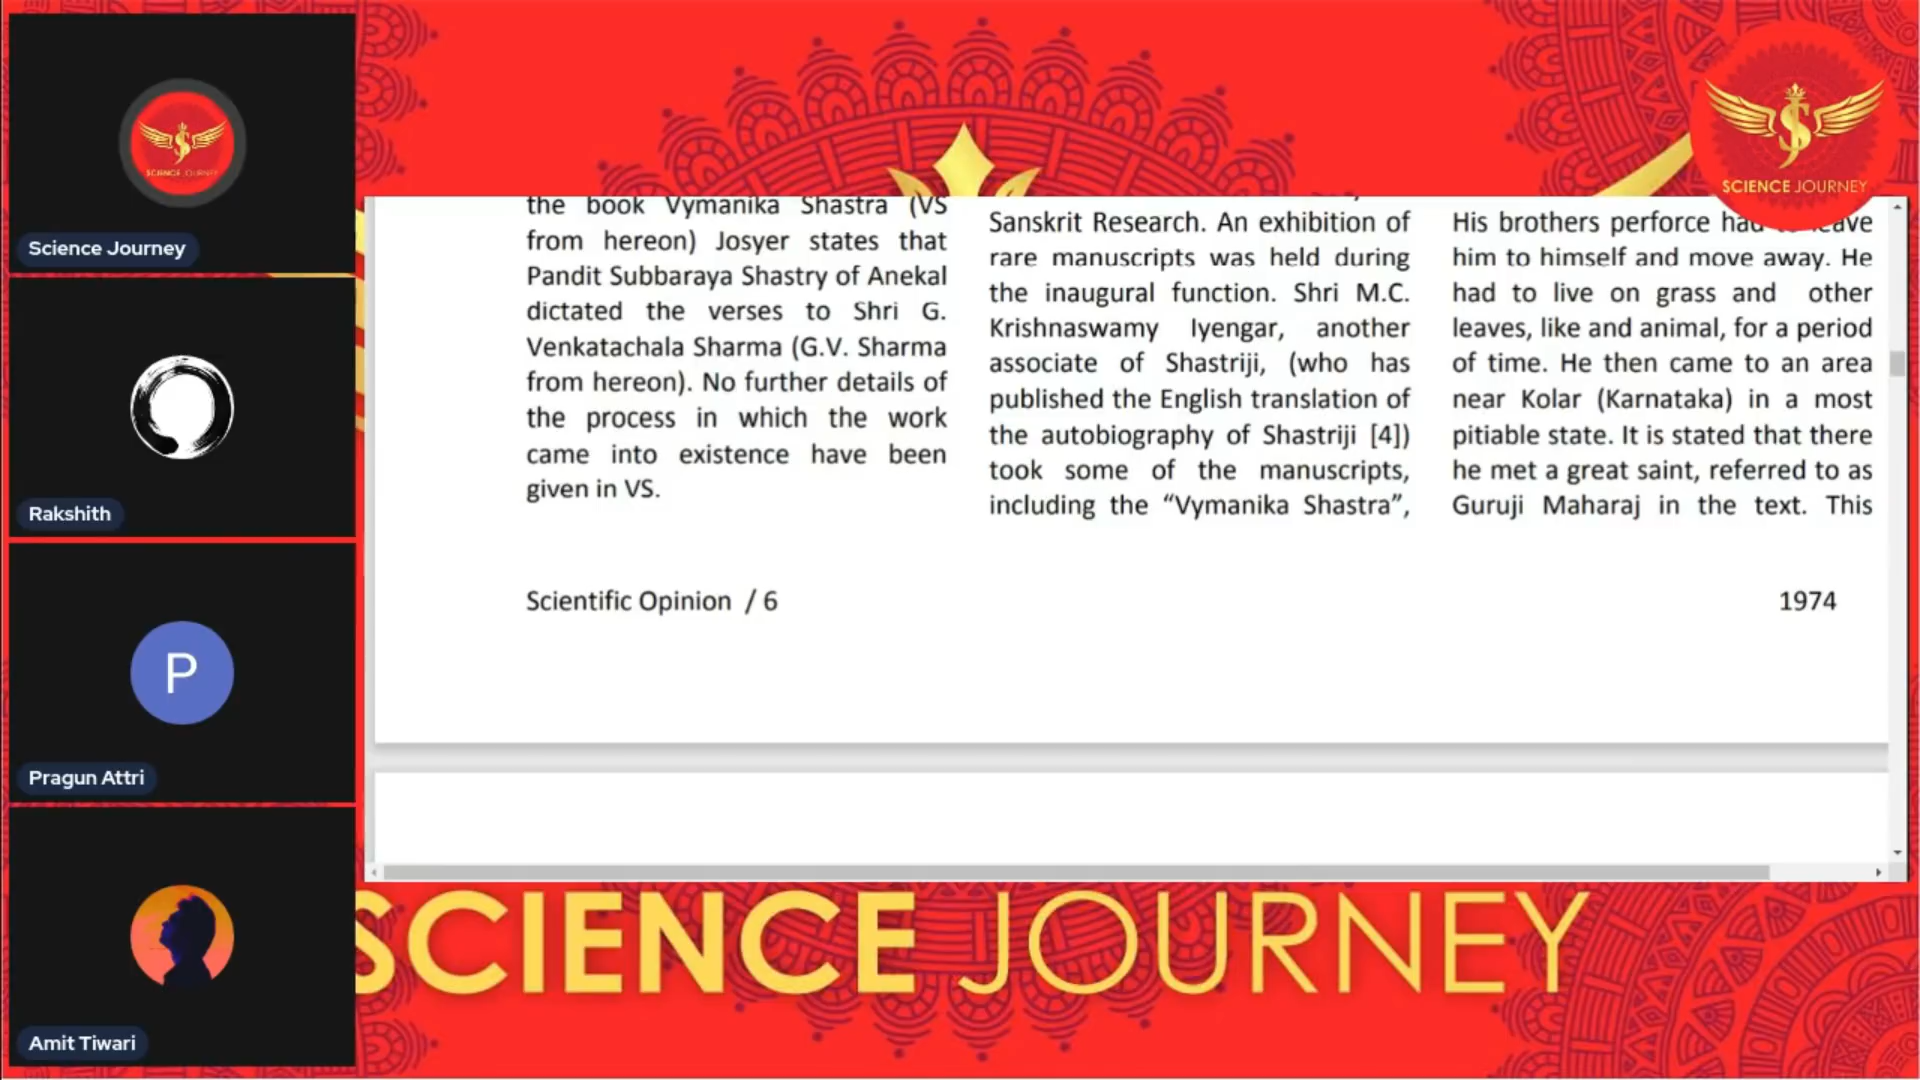 SCIENCE JOURNEY
Science Journey
Rakshith
P
Pragun Attri
Amit Tiwari
SCIENCE JOURNEY
the book Vymanika Shastra (VS
from hereon) Josyer states that
Pandit Subbaraya Shastry of Anekal
dictated the verses to Shri G.
Venkatachala Sharma (G.V. Sharma
from hereon). No further details of
the process in which the work
came into existence have been
given in VS.
Sanskrit Research. An exhibition of
rare manuscripts was held during
the inaugural function. Shri M.C.
Krishnaswamy Iyengar, another
associate of Shastriji, (who has
published the English translation of
the autobiography of Shastriji [4])
took some of the manuscripts,
including the “Vymanika Shastra”,
His brothers perforce had
him to himself and move away. He
had to live on grass and other
leaves, like and animal, for a period
of time. He then came to an area
near Kolar (Karnataka) in a most
pitiable state. It is stated that there
he met a great saint, referred to as
Guruji Maharaj in the text. This
Scientific Opinion / 6
1974
SCIENCE JOURNEY